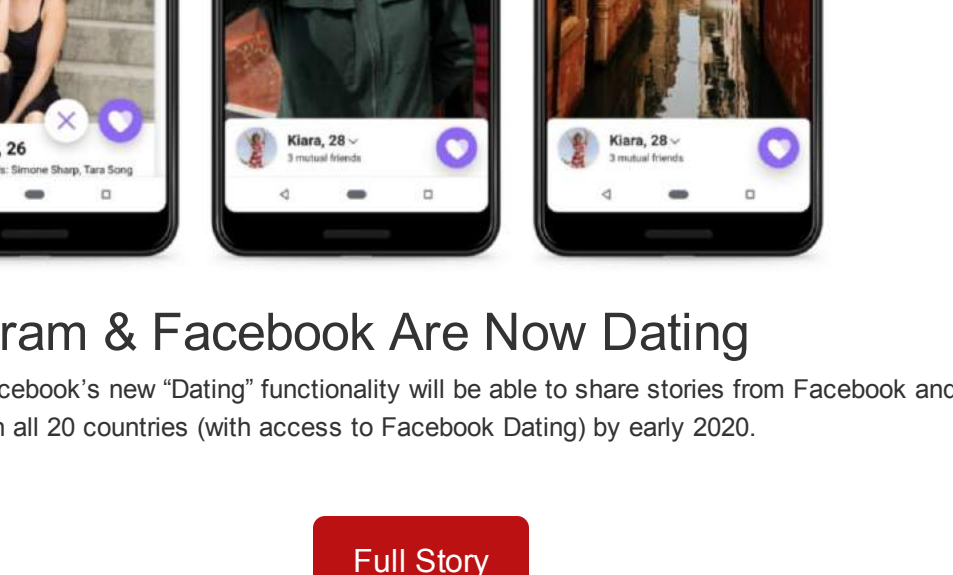 , 26
s: Simone Sharp, Tara Song
Kiara, 28
3 mutual friends
Kiara, 28
3 mutual friends
ram & Facebook Are Now Dating
cebook’s new “Dating” functionality will be able to share stories from Facebook and
n all 20 countries (with access to Facebook Dating) by early 2020.
Full Story